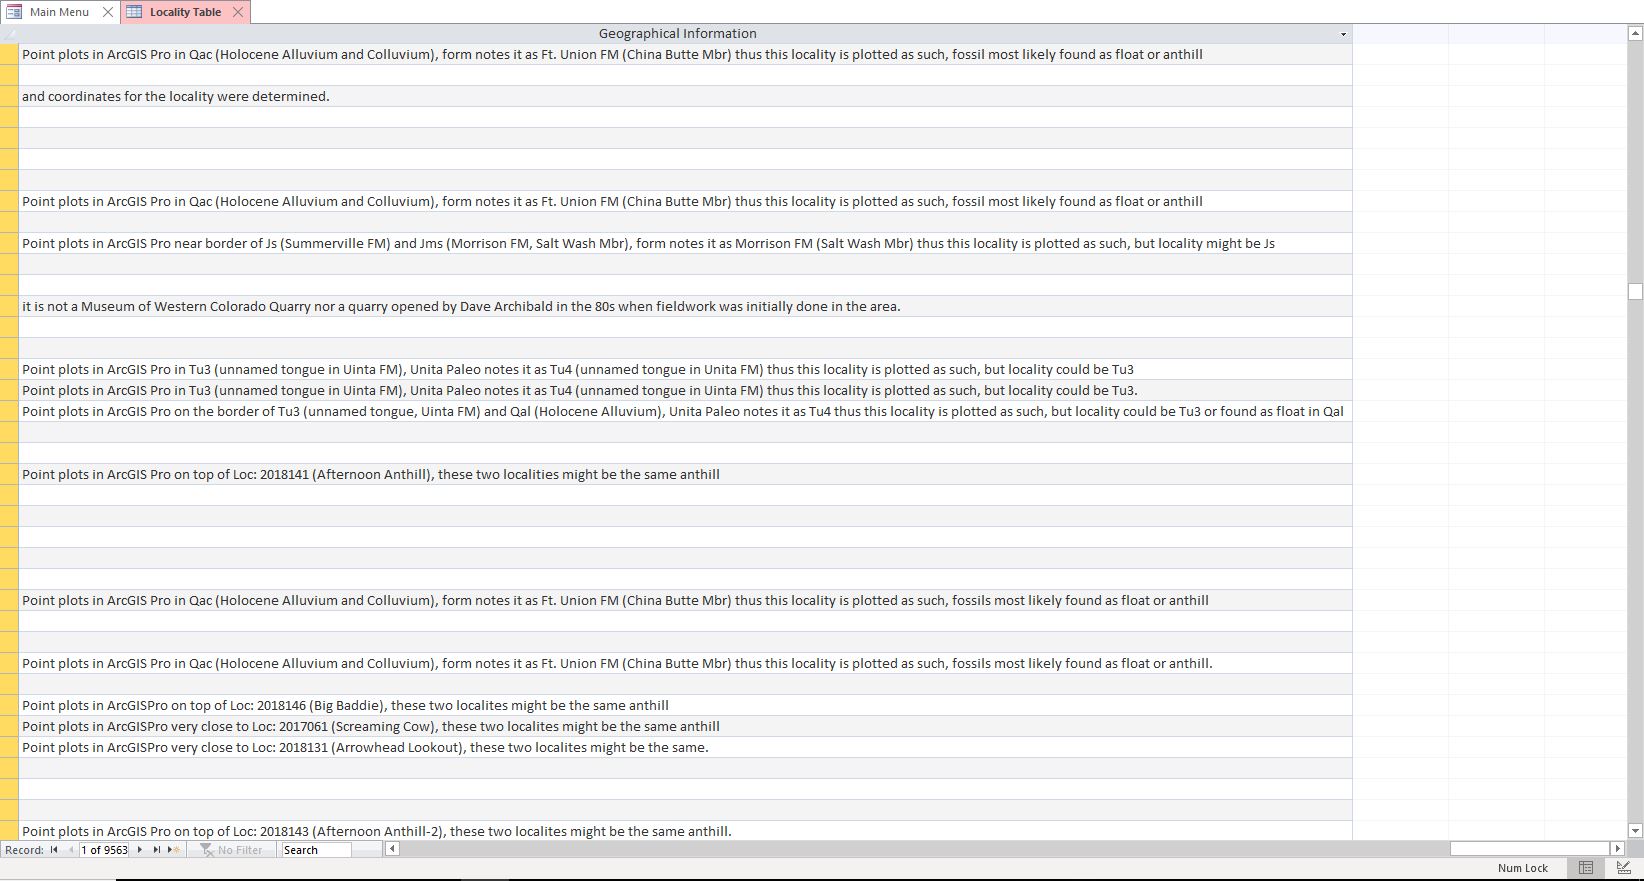 Main Menu
Locality Table
Geographical Information
Point plots in ArcGIS Pro in Qac (Holocene Alluvium and Colluvium), form notes it as Ft. Union FM (China Butte Mbr) thus this locality is plotted as such, fossil most likely found as float or anthill
and coordinates for the locality were determined.
Point plots in ArcGIS Pro in Qac (Holocene Alluvium and Colluvium), form notes it as Ft. Union FM (China Butte Mbr) thus this locality is plotted as such, fossil most likely found as float or anthill
Point plots in ArcGIS Pro near border of Js (Summerville FM) and Jms (Morrison FM, Salt Wash Mbr), form notes it as Morrison FM (Salt Wash Mbr) thus this locality is plotted as such, but locality might be Js
it is not a Museum of Western Colorado Quarry nor a quarry opened by Dave Archibald in the 80s when fieldwork was initially done in the area.
Point plots in ArcGIS Pro in Tu3 (unnamed tongue in Uinta FM), Unita Paleo notes it as Tu4 (unnamed tongue in Unita FM) thus this locality is plotted as such, but locality could be Tu3
Point plots in ArcGIS Pro in Tu3 (unnamed tongue in Uinta FM), Unita Paleo notes it as Tu4 (unnamed tongue in Uinta FM) thus this locality is plotted as such, but locality could be Tu3.
Point plots in ArcGIS Pro on the border of Tu3 (unnamed tongue, Uinta FM) and Qal (Holocene Alluvium), Unita Paleo notes it as Tu4 thus this locality is plotted as such, but locality could be Tu3 or found as float in Qal
Point plots in ArcGIS Pro on top of Loc: 2018141 (Afternoon Anthill), these two localities might be the same anthill
Point plots in ArcGIS Pro in Qac (Holocene Alluvium and Colluvium), form notes it as Ft. Union FM (China Butte Mbr) thus this locality is plotted as such, fossils most likely found as float or anthill
Point plots in ArcGIS Pro in Qac (Holocene Alluvium and Colluvium), form notes it as Ft. Union FM (China Butte Mbr) thus this locality is plotted as such, fossils most likely found as float or anthill.
Point plots in ArcGISPro on top of Loc: 2018146 (Big Baddie), these two localites might be the same anthill
Point plots in ArcGISPro very close to Loc: 2017061 (Screaming Cow), these two localites might be the same anthill
Point plots in ArcGISPro very close to Loc: 2018131 (Arrowhead Lookout), these two localites might be the same.
Point plots in ArcGIS Pro on top of Loc: 2018143 (Afternoon Anthill-2), these two localites might be the same anthill.
Record: 1 of 9563 No Filter Search
Num Lock